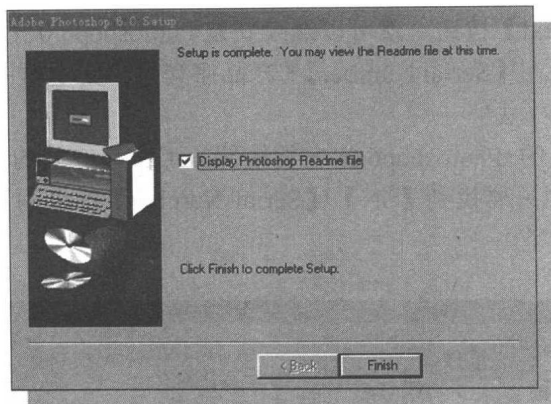 Adobe Photoshop 6.0 Setup
Setup is complete. You may view the Readme file at this time.
Display Photoshop Readme file
Click Finish to complete Setup.
< Back
Finish